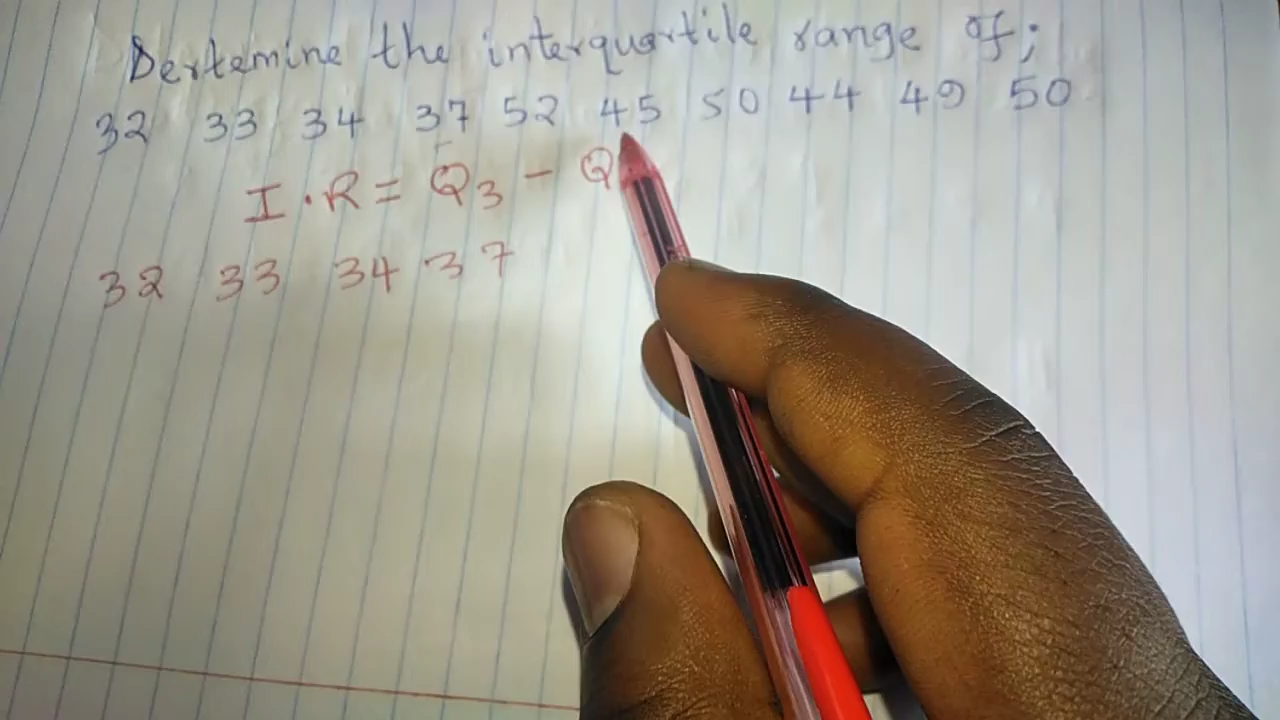 Dertemine the interquartile range of;
32 33 34 37 52 45 50 44 49 50
I.R = Q3 - Q
32 33 34 37